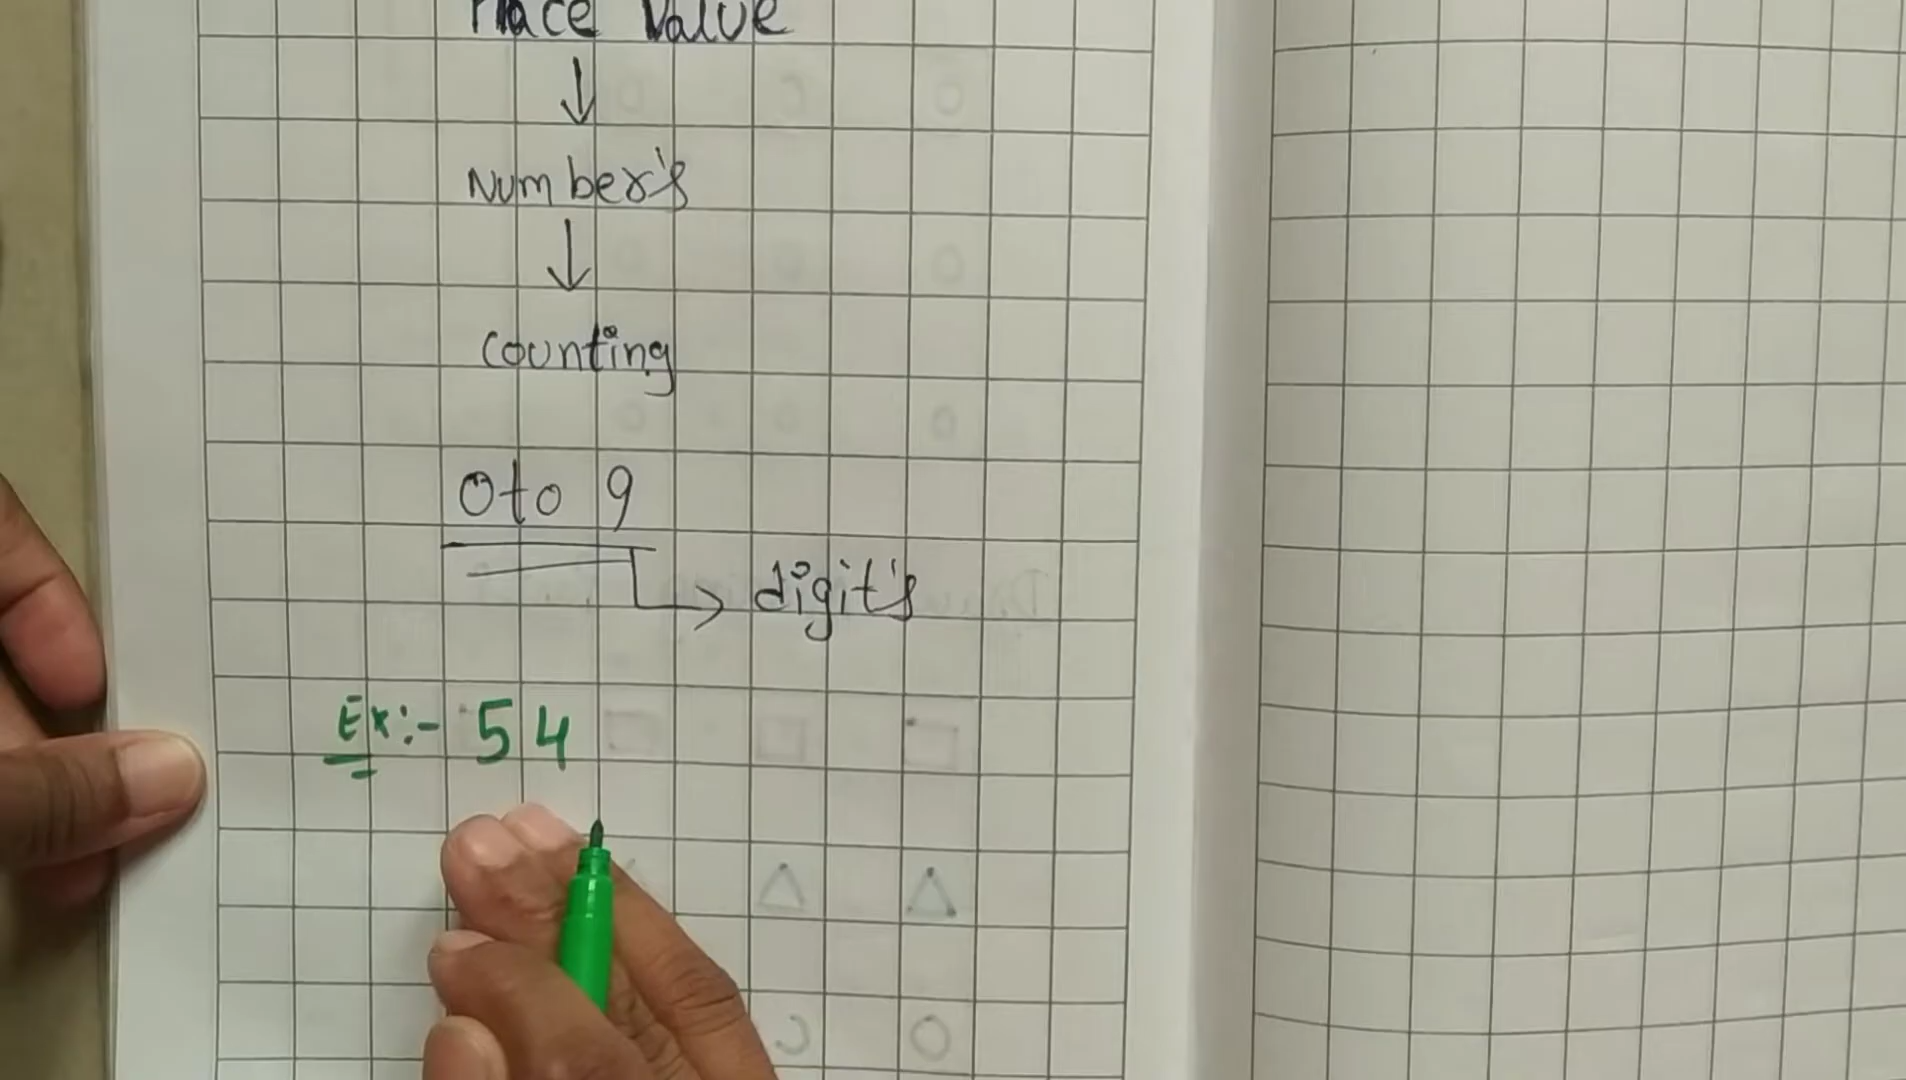 Place Value
Number's
Counting
0 to 9
digit's
Ex:- 54